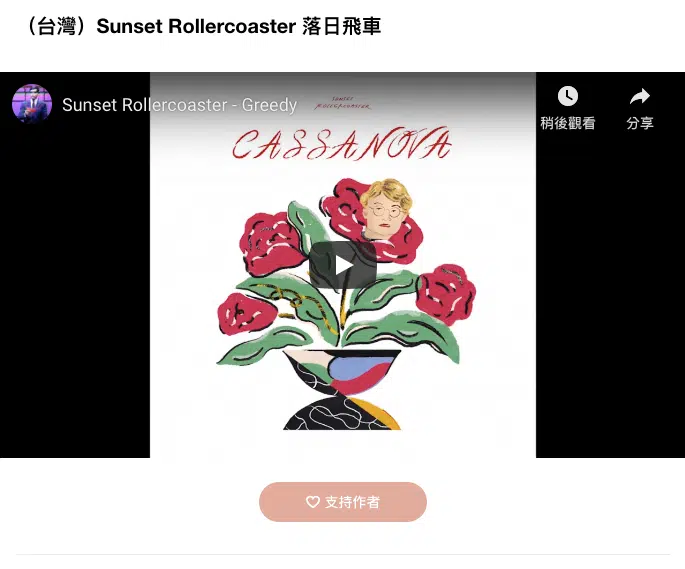 （台灣）Sunset Rollercoaster 落日飛車
Sunset Rollercoaster - Greedy
稍後觀看
分享
SUNSET
ROLLERCOASTER
CASSANOVA
支持作者